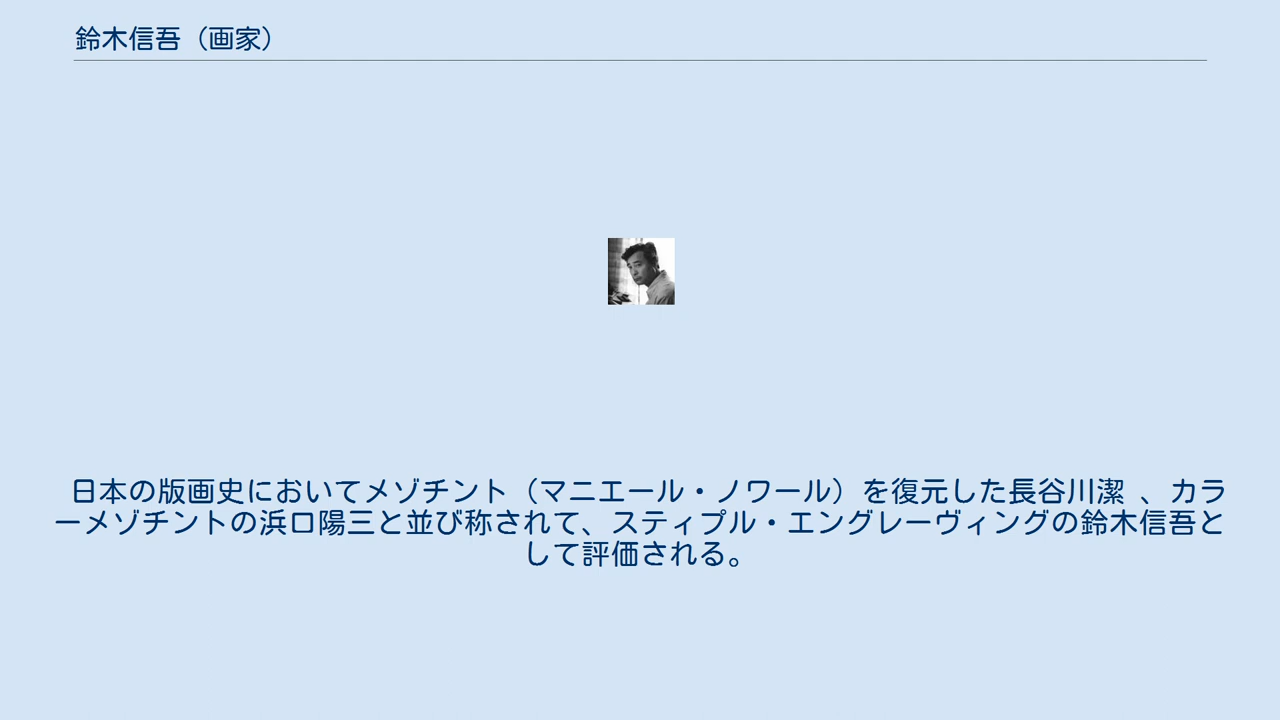 鈴木信吾（画家）
日本の版画史においてメゾチント（マニエール・ノワール）を復元した長谷川潔 、カラ
ーメゾチントの浜口陽三と並び称されて、スティプル・エングレーヴィングの鈴木信吾と
して評価される。